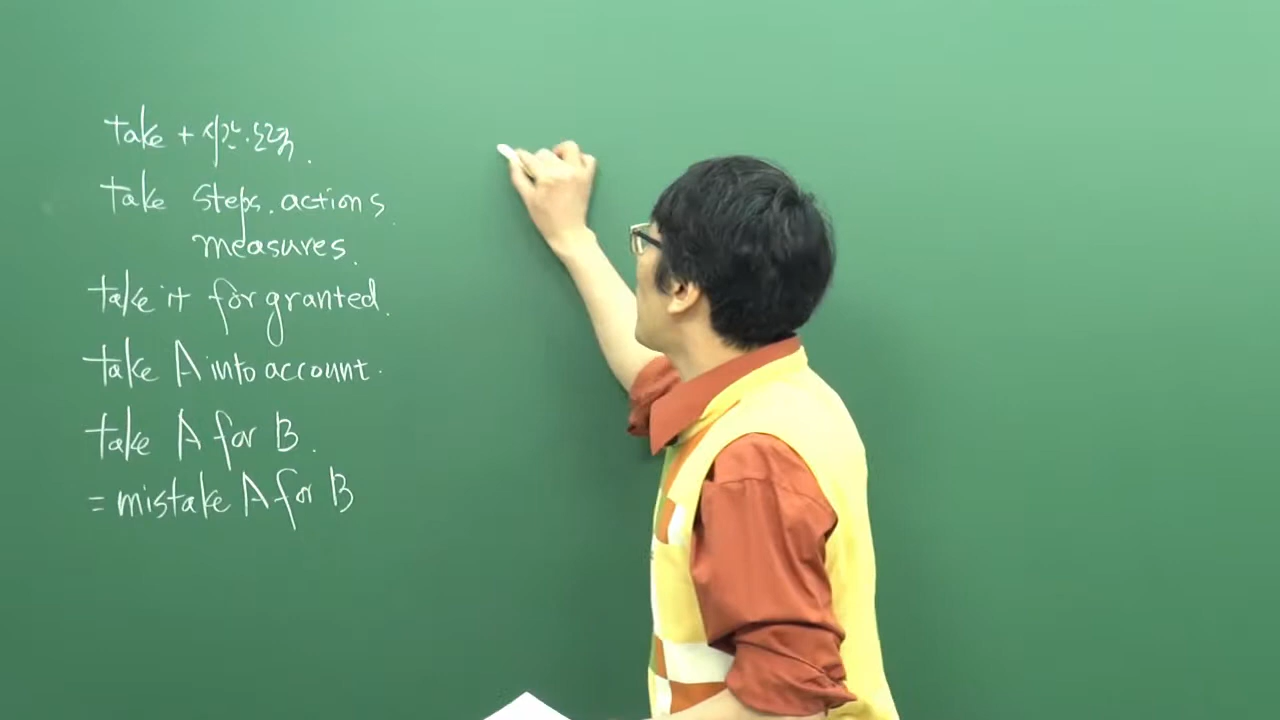 take + 시간.노력.
take steps. actions.
measures.
take it for granted.
take A into account.
take A for B.
= mistake A for B